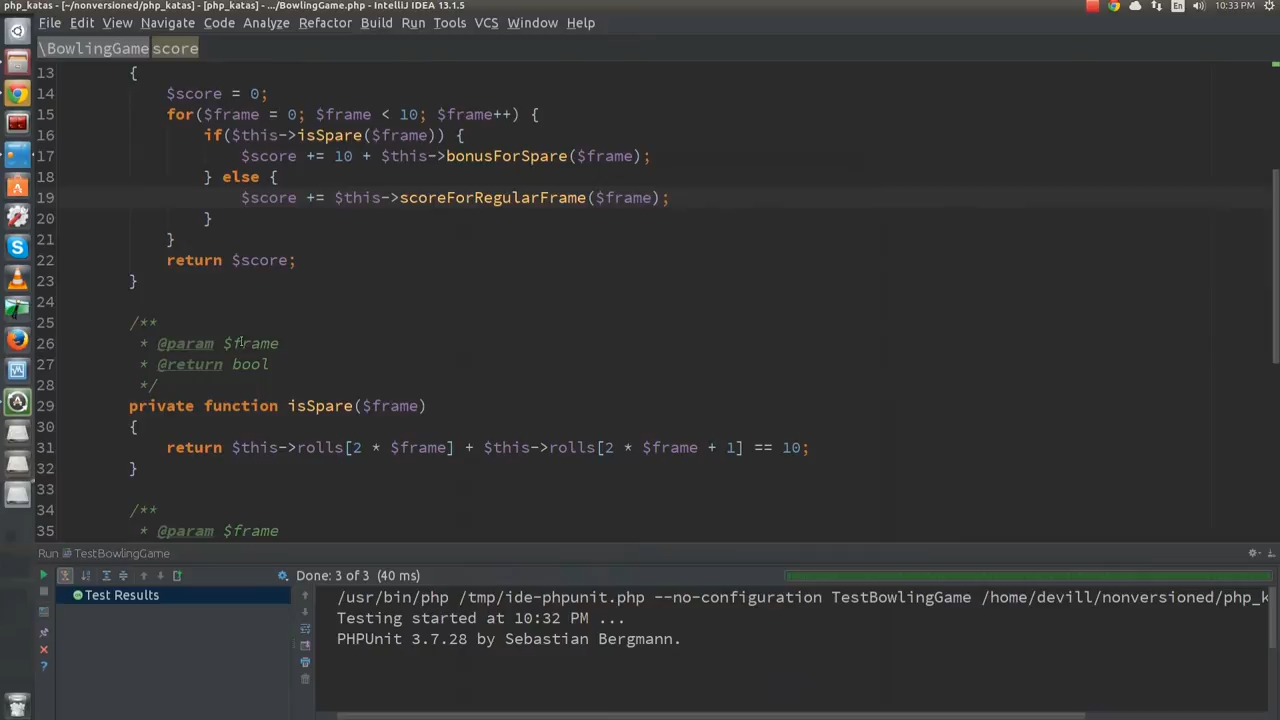 php_katas - [~/nonversioned/php_katas] - [php_katas] - .../BowlingGame.php - IntelliJ IDEA 13.1.5
En
10:33 PM
File Edit View Navigate Code Analyze Refactor Build Run Tools VCS Window Help
\BowlingGame score
13 {
14 $score = 0;
15 for($frame = 0; $frame < 10; $frame++) {
16 if($this->isSpare($frame)) {
17 $score += 10 + $this->bonusForSpare($frame);
18 } else {
19 $score += $this->scoreForRegularFrame($frame);
20 }
21 }
22 return $score;
23 }
24
25 /**
26 * @param $frame
27 * @return bool
28 */
29 private function isSpare($frame)
30 {
31 return $this->rolls[2 * $frame] + $this->rolls[2 * $frame + 1] == 10;
32 }
33
34 /**
35 * @param $frame
Run TestBowlingGame
Done: 3 of 3 (40 ms)
Test Results
/usr/bin/php /tmp/ide-phpunit.php --no-configuration TestBowlingGame /home/devill/nonversioned/php_k
Testing started at 10:32 PM ...
PHPUnit 3.7.28 by Sebastian Bergmann.